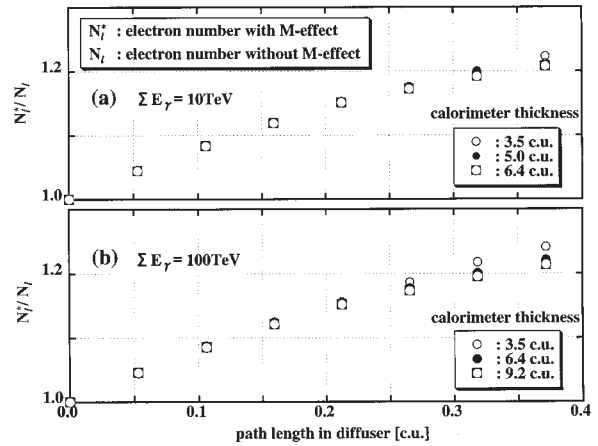 N*ₗ : electron number with M-effect
Nₗ : electron number without M-effect
N*ₗ/Nₗ
1.2
1.0
(a) Σ Eγ = 10TeV
calorimeter thickness
○ : 3.5 c.u.
● : 5.0 c.u.
□ : 6.4 c.u.
N*ₗ/Nₗ
1.2
1.0
(b) Σ Eγ = 100TeV
calorimeter thickness
○ : 3.5 c.u.
● : 6.4 c.u.
□ : 9.2 c.u.
0.0 0.1 0.2 0.3 0.4
path length in diffuser [c.u.]